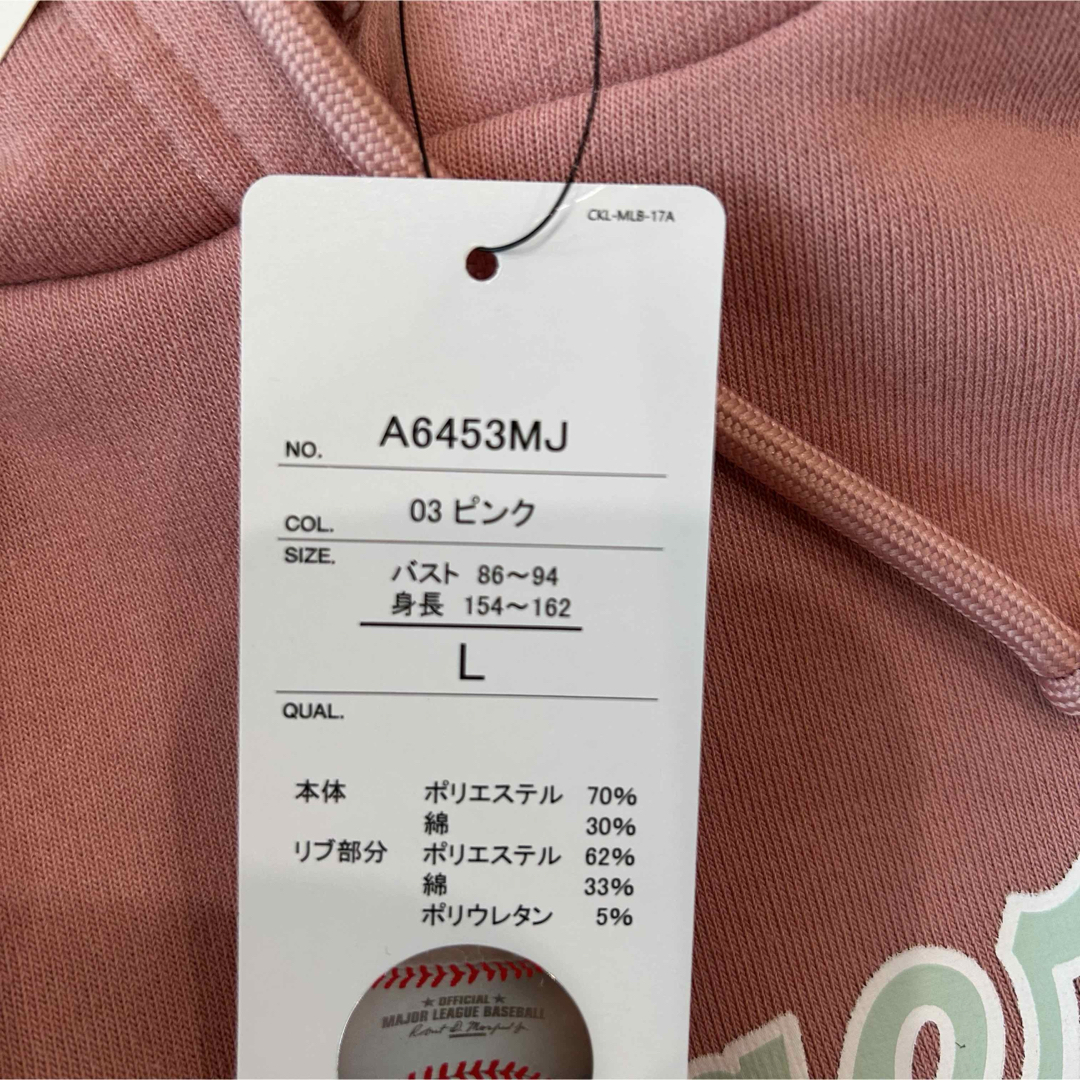 CKL-MLB-17A
NO. A6453MJ
COL. 03 ピンク
SIZE.
バスト 86～94
身長 154～162
L
QUAL.
本体 ポリエステル 70%
綿 30%
リブ部分 ポリエステル 62%
綿 33%
ポリウレタン 5%
★ OFFICIAL ★
MAJOR LEAGUE BASEBALL